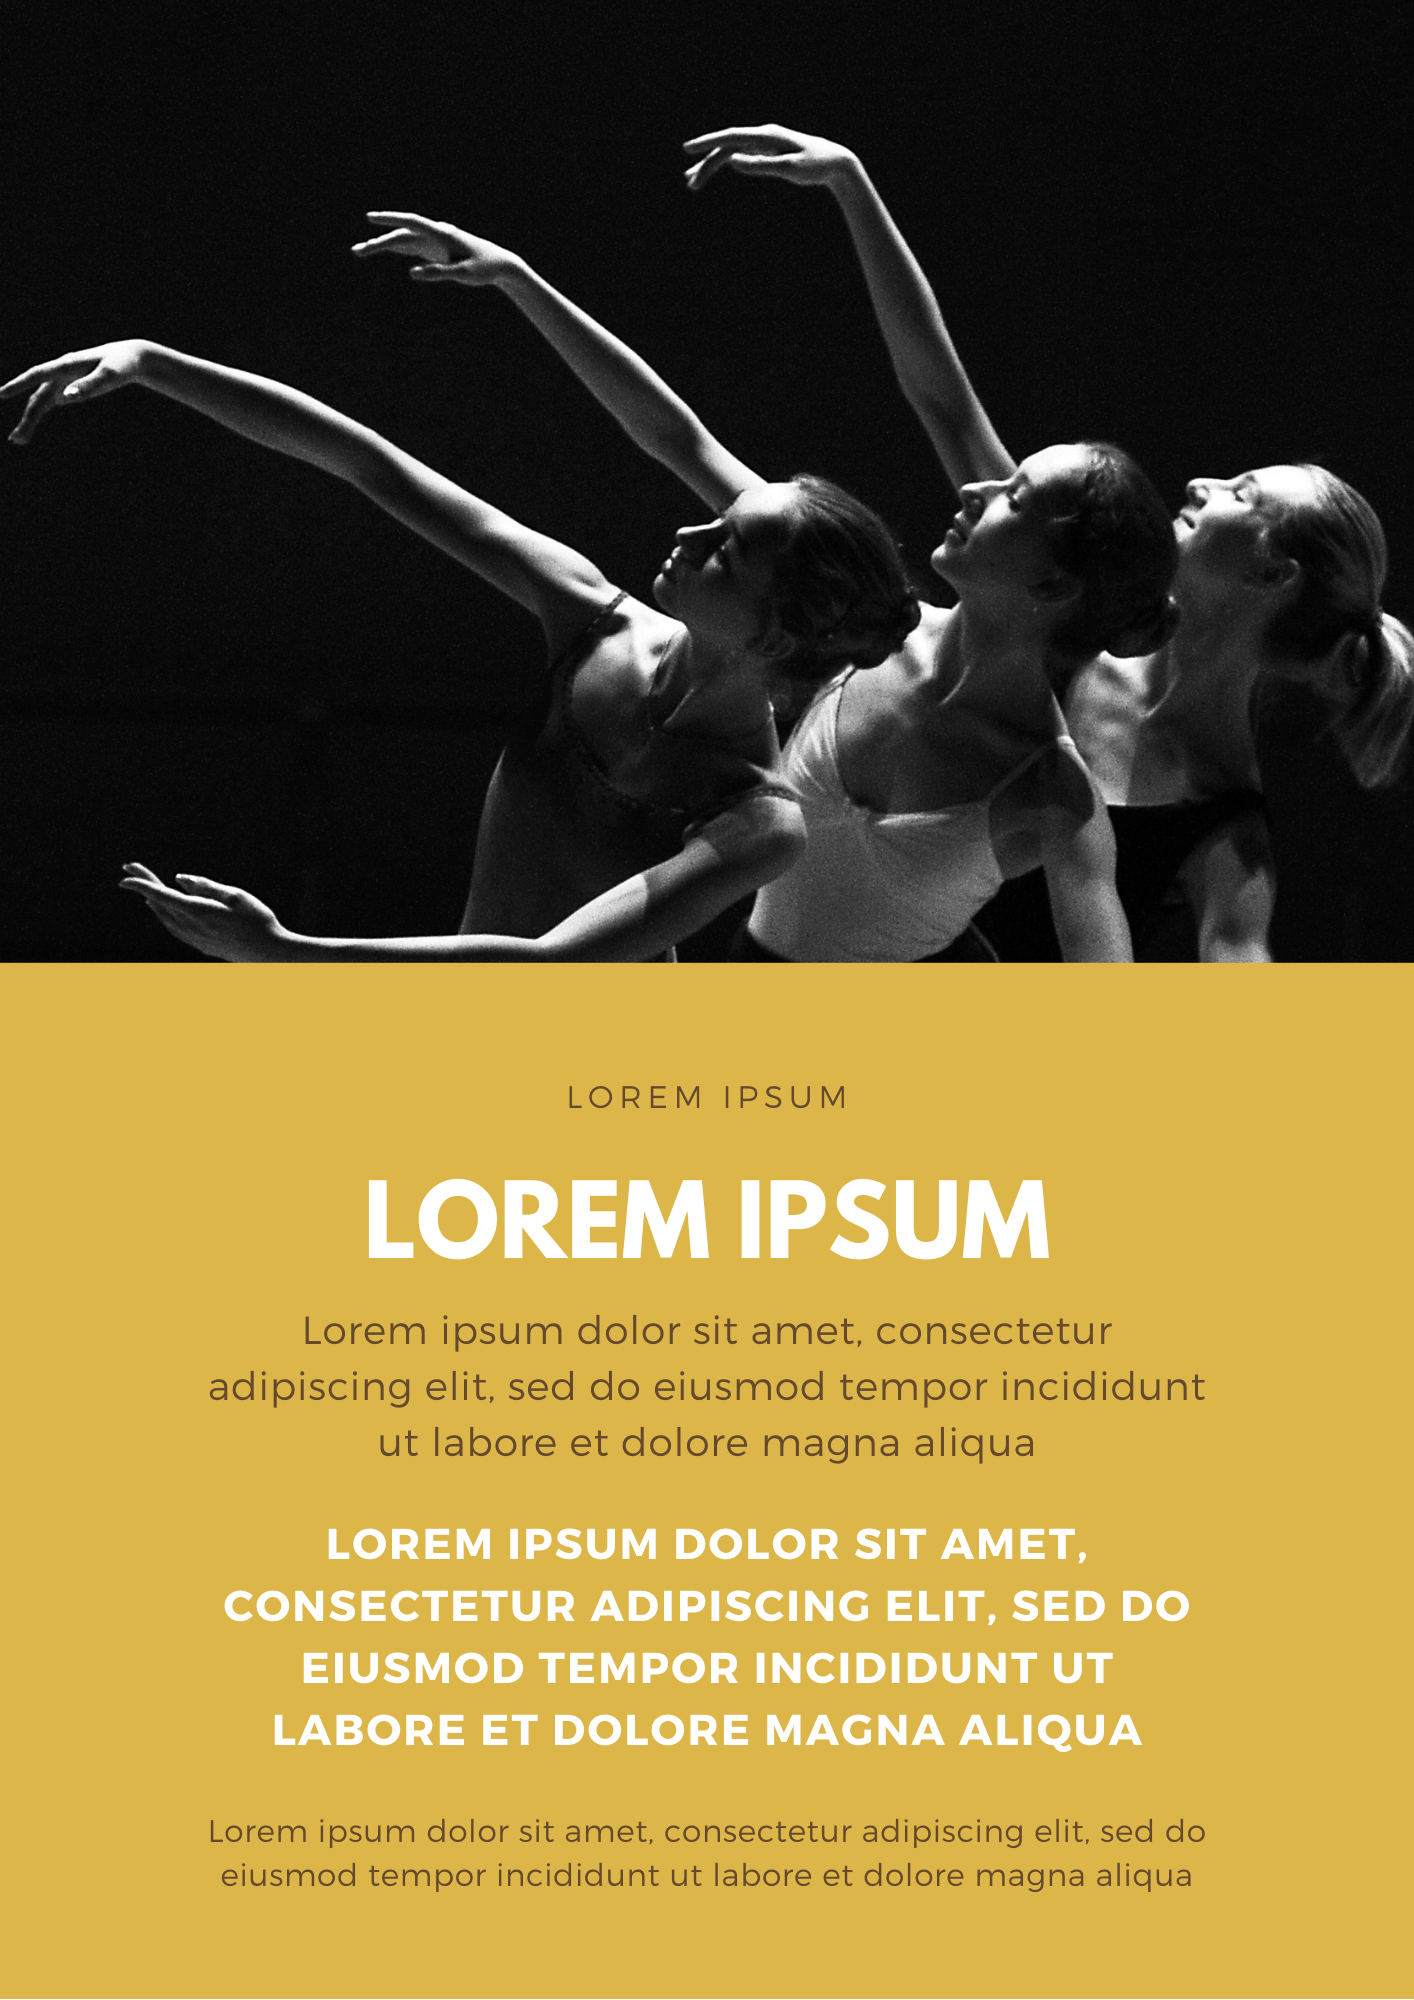 LOREM IPSUM
LOREM IPSUM
Lorem ipsum dolor sit amet, consectetur
adipiscing elit, sed do eiusmod tempor incididunt
ut labore et dolore magna aliqua
LOREM IPSUM DOLOR SIT AMET,
CONSECTETUR ADIPISCING ELIT, SED DO
EIUSMOD TEMPOR INCIDIDUNT UT
LABORE ET DOLORE MAGNA ALIQUA
Lorem ipsum dolor sit amet, consectetur adipiscing elit, sed do
eiusmod tempor incididunt ut labore et dolore magna aliqua